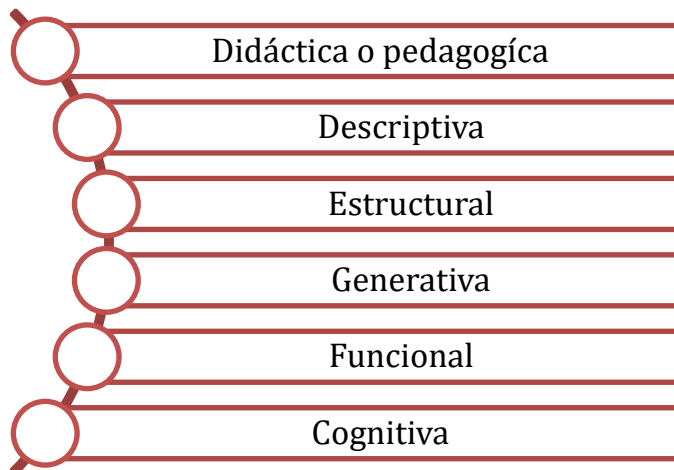 Didáctica o pedagogíca
Descriptiva
Estructural
Generativa
Funcional
Cognitiva